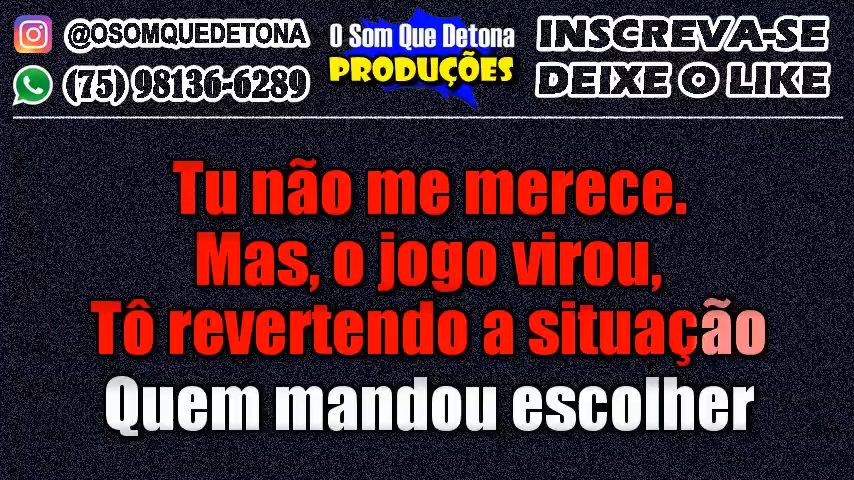 @OSOMQUEDETONA
(75) 98136-6289
O Som Que Detona
PRODUÇÕES
INSCREVA-SE
DEIXE O LIKE
Tu não me merece.
Mas, o jogo virou,
Tô revertendo a situação
Quem mandou escolher